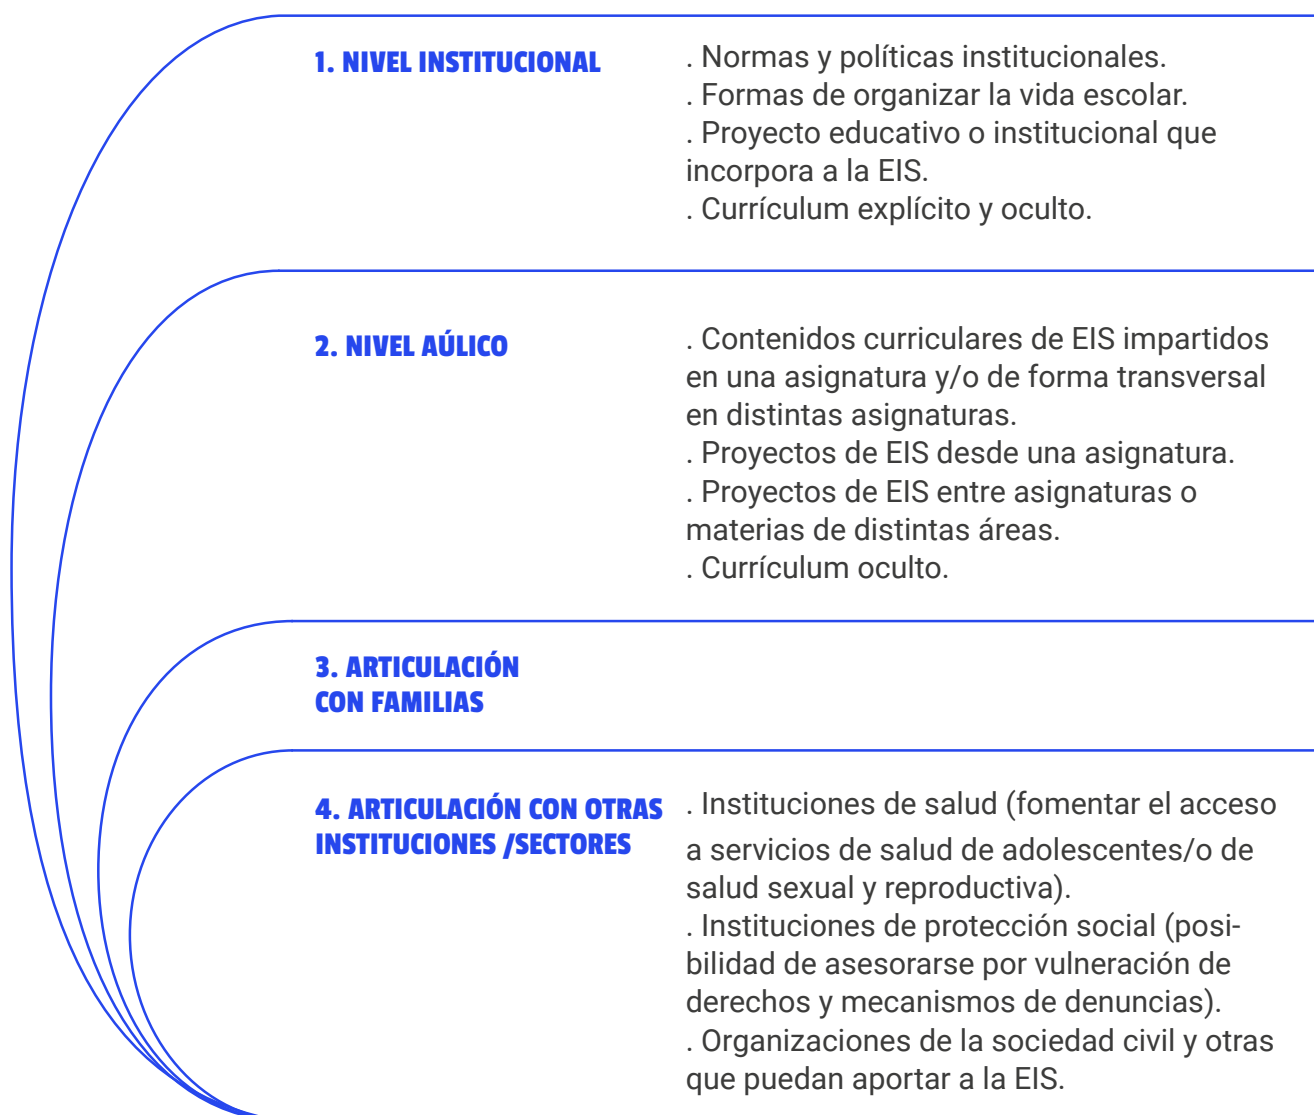 1. NIVEL INSTITUCIONAL
. Normas y políticas institucionales.
. Formas de organizar la vida escolar.
. Proyecto educativo o institucional que
incorpora a la EIS.
. Currículum explícito y oculto.
2. NIVEL AÚLICO
. Contenidos curriculares de EIS impartidos
en una asignatura y/o de forma transversal
en distintas asignaturas.
. Proyectos de EIS desde una asignatura.
. Proyectos de EIS entre asignaturas o
materias de distintas áreas.
. Currículum oculto.
3. ARTICULACIÓN
CON FAMILIAS
4. ARTICULACIÓN CON OTRAS
INSTITUCIONES /SECTORES
. Instituciones de salud (fomentar el acceso
a servicios de salud de adolescentes/o de
salud sexual y reproductiva).
. Instituciones de protección social (posi-
bilidad de asesorarse por vulneración de
derechos y mecanismos de denuncias).
. Organizaciones de la sociedad civil y otras
que puedan aportar a la EIS.